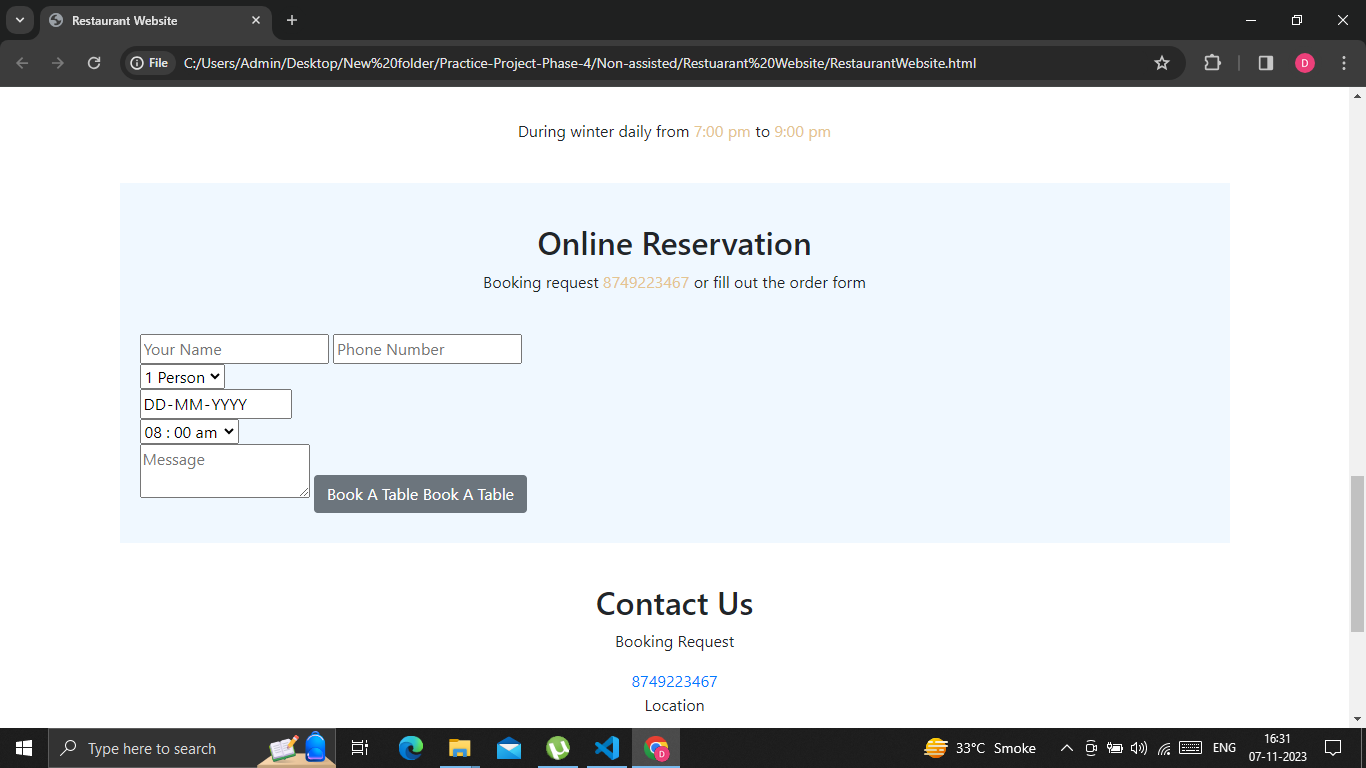 Restaurant Website
File C:/Users/Admin/Desktop/New%20folder/Practice-Project-Phase-4/Non-assisted/Restuarant%20Website/RestaurantWebsite.html D
During winter daily from 7:00 pm to 9:00 pm
Online Reservation
Booking request 8749223467 or fill out the order form
Your Name Phone Number
1 Person
DD-MM-YYYY
08 : 00 am
Message
Book A Table Book A Table
Contact Us
Booking Request
8749223467
Location
Type here to search D 33°C Smoke ENG 16:31
07-11-2023